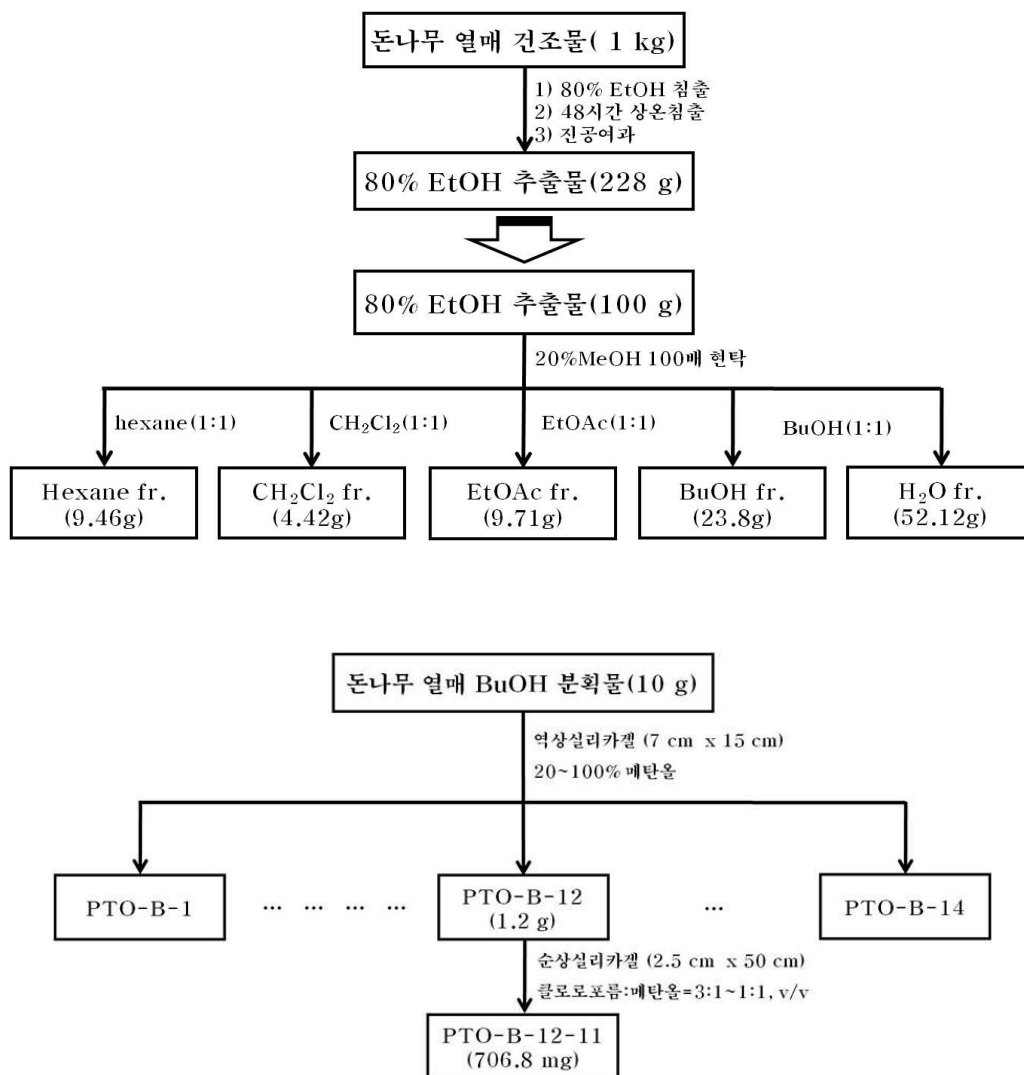 돈나무 열매 건조물( 1 kg)
1) 80% EtOH 침출
2) 48시간 상온침출
3) 진공여과
80% EtOH 추출물(228 g)
80% EtOH 추출물(100 g)
20%MeOH 100배 현탁
hexane(1:1)
CH₂Cl₂(1:1)
EtOAc(1:1)
BuOH(1:1)
Hexane fr.
(9.46g)
CH₂Cl₂ fr.
(4.42g)
EtOAc fr.
(9.71g)
BuOH fr.
(23.8g)
H₂O fr.
(52.12g)
돈나무 열매 BuOH 분획물(10 g)
역상실리카겔 (7 cm x 15 cm)
20~100% 메탄올
PTO-B-1
... ... ... ...
PTO-B-12
(1.2 g)
...
PTO-B-14
순상실리카겔 (2.5 cm x 50 cm)
클로로포름:메탄올=3:1~1:1, v/v
PTO-B-12-11
(706.8 mg)